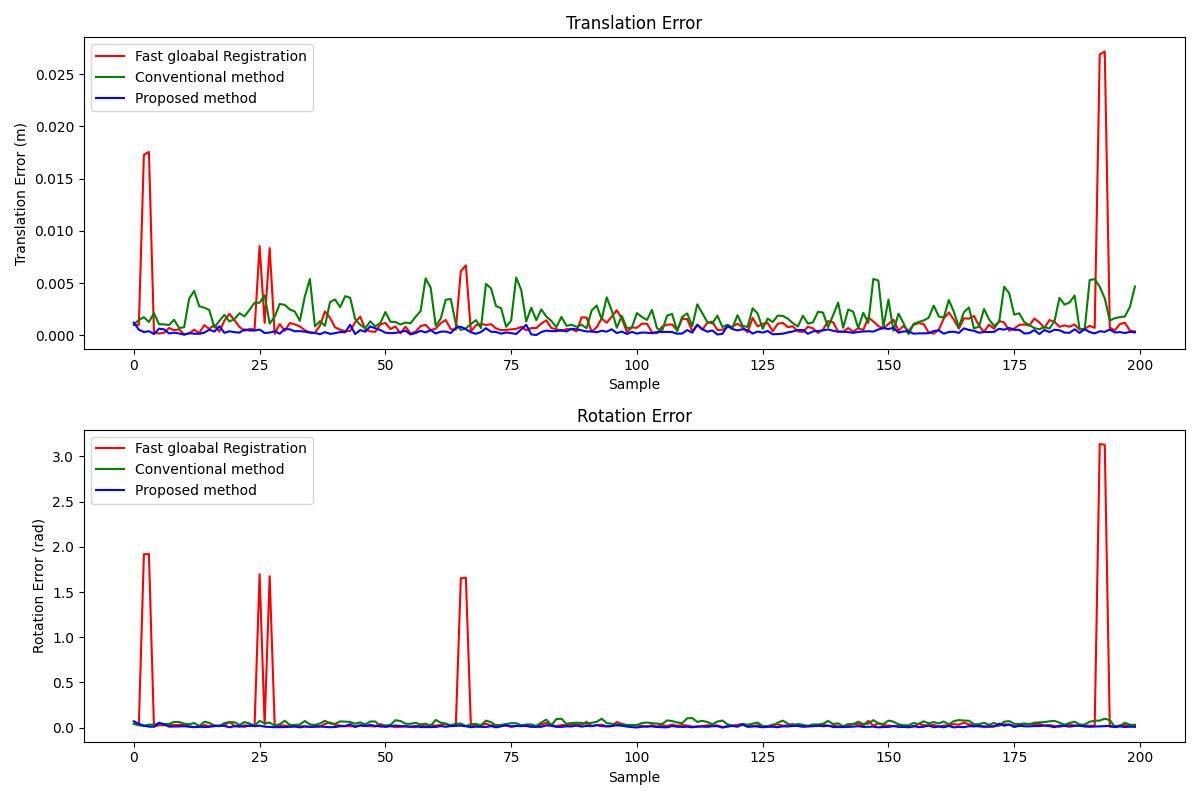 Translation Error
Fast gloabal Registration
Conventional method
Proposed method
Translation Error (m)
0.025
0.020
0.015
0.010
0.005
0.000
0 25 50 75 100 125 150 175 200
Sample
Rotation Error
Fast gloabal Registration
Conventional method
Proposed method
Rotation Error (rad)
3.0
2.5
2.0
1.5
1.0
0.5
0.0
0 25 50 75 100 125 150 175 200
Sample